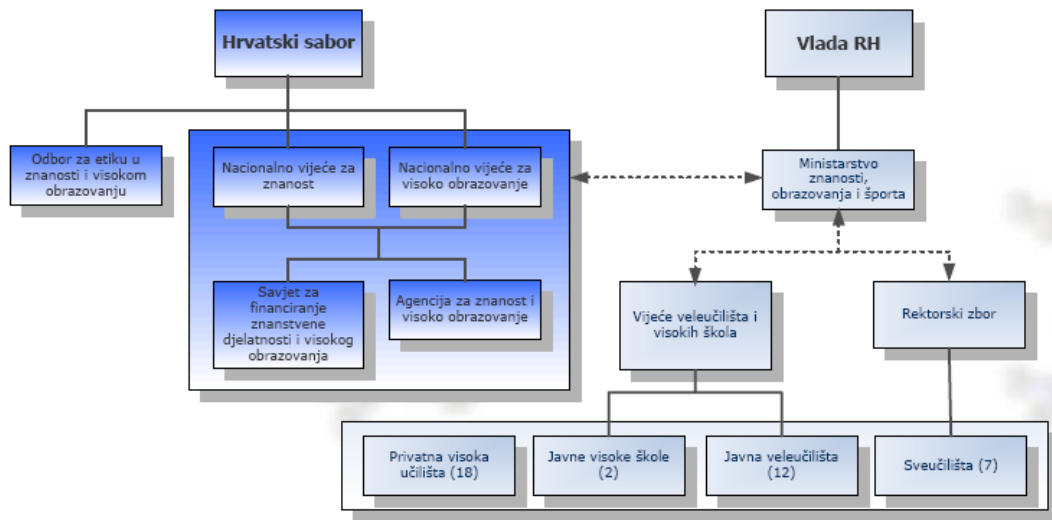 Hrvatski sabor
Vlada RH
Odbor za etiku u
znanosti i visokom
obrazovanju
Nacionalno vijeće za
znanost
Nacionalno vijeće za
visoko obrazovanje
Ministarstvo
znanosti,
obrazovanja i športa
Savjet za
financiranje
znanstvene
djelatnosti i visokog
obrazovanja
Agencija za znanost i
visoko obrazovanje
Vijeće veleučilišta i
visokih škola
Rektorski zbor
Privatna visoka
učilišta (18)
Javne visoke škole
(2)
Javna veleučilišta
(12)
Sveučilišta (7)